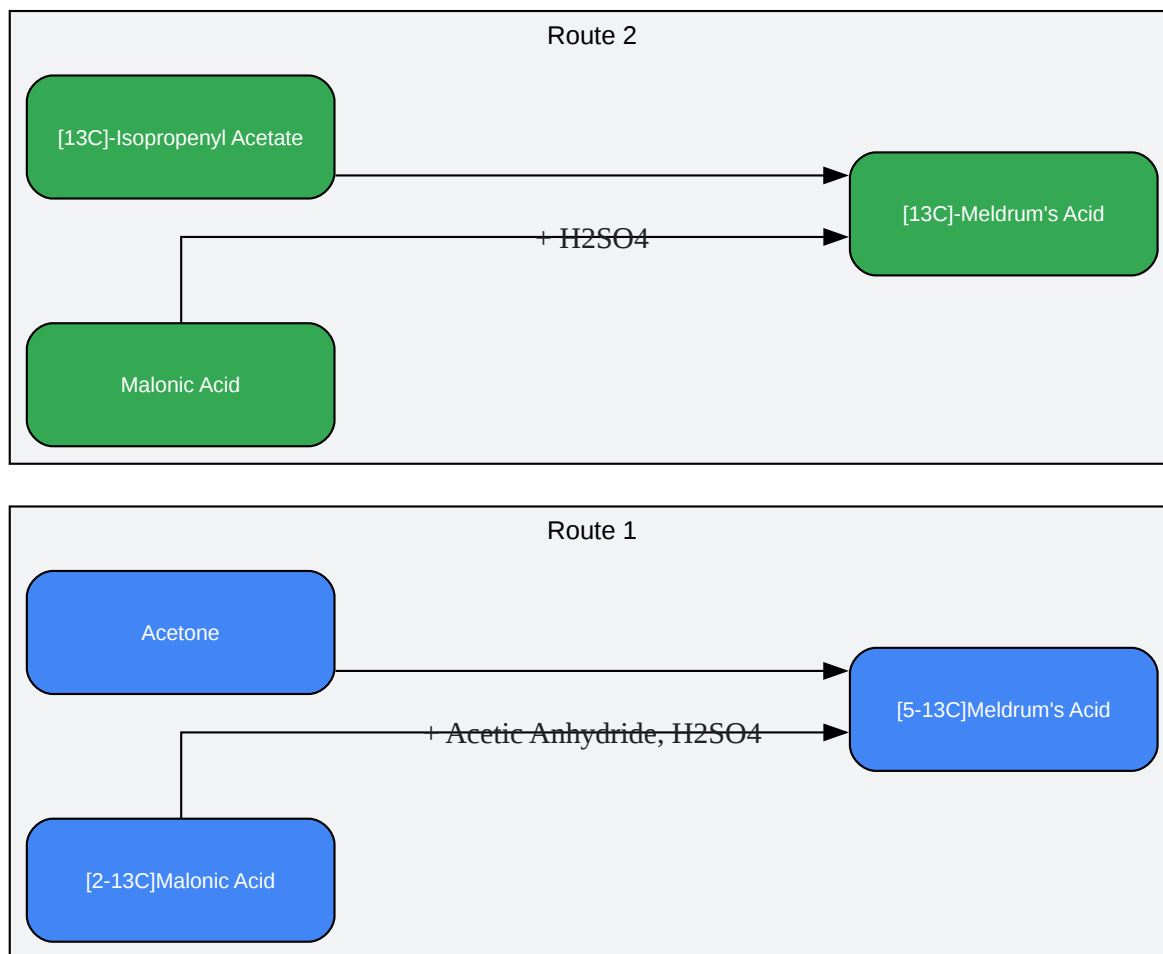 Route 2
[13C]-Isopropenyl Acetate
[13C]-Meldrum's Acid
+ H2SO4
Malonic Acid
Route 1
Acetone
[5-13C]Meldrum's Acid
+ Acetic Anhydride, H2SO4
[2-13C]Malonic Acid